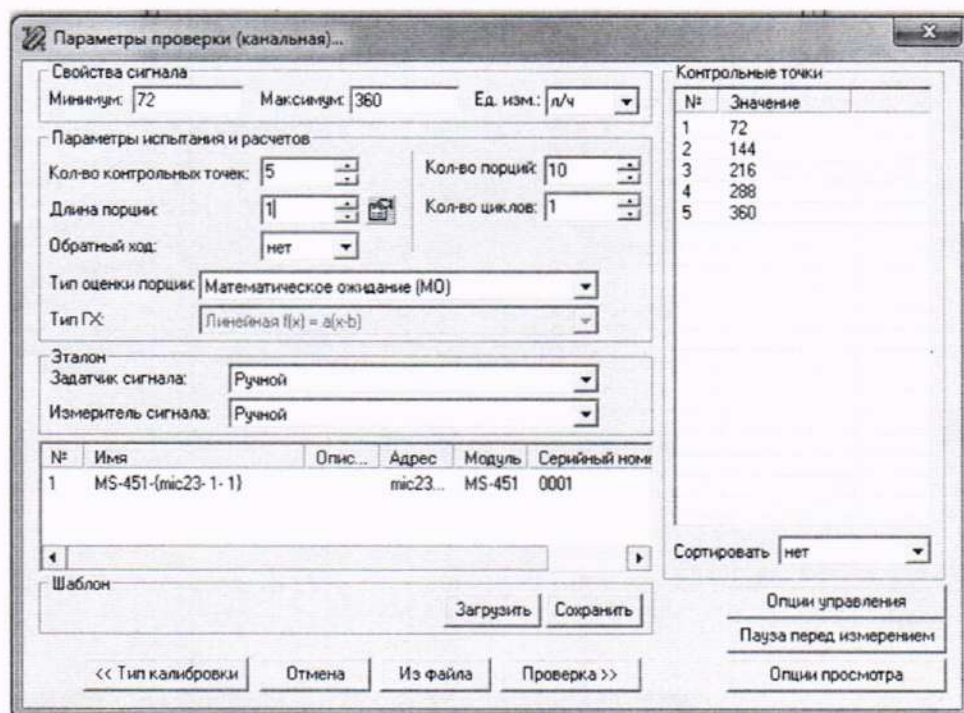 Параметры проверки (канальная)...
Свойства сигнала
Минимум: 72 Максимум: 360 Ед. изм.: л/ч
Параметры испытания и расчетов
Кол-во контрольных точек: 5 Кол-во порций: 10
Длина порции: 1 Кол-во циклов: 1
Обратный ход: нет
Тип оценки порции: Математическое ожидание (МО)
Тип ГХ: Линейная f(x) = a(x-b)
Эталон
Задатчик сигнала: Ручной
Измеритель сигнала: Ручной
№ Имя Опис... Адрес Модуль Серийный номе
1 MS-451-{mic23- 1- 1} mic23... MS-451 0001
Шаблон
Загрузить Сохранить
<< Тип калибровки Отмена Из файла Проверка >>
Контрольные точки
№ Значение
1 72
2 144
3 216
4 288
5 360
Сортировать нет
Опции управления
Пауза перед измерением
Опции просмотра